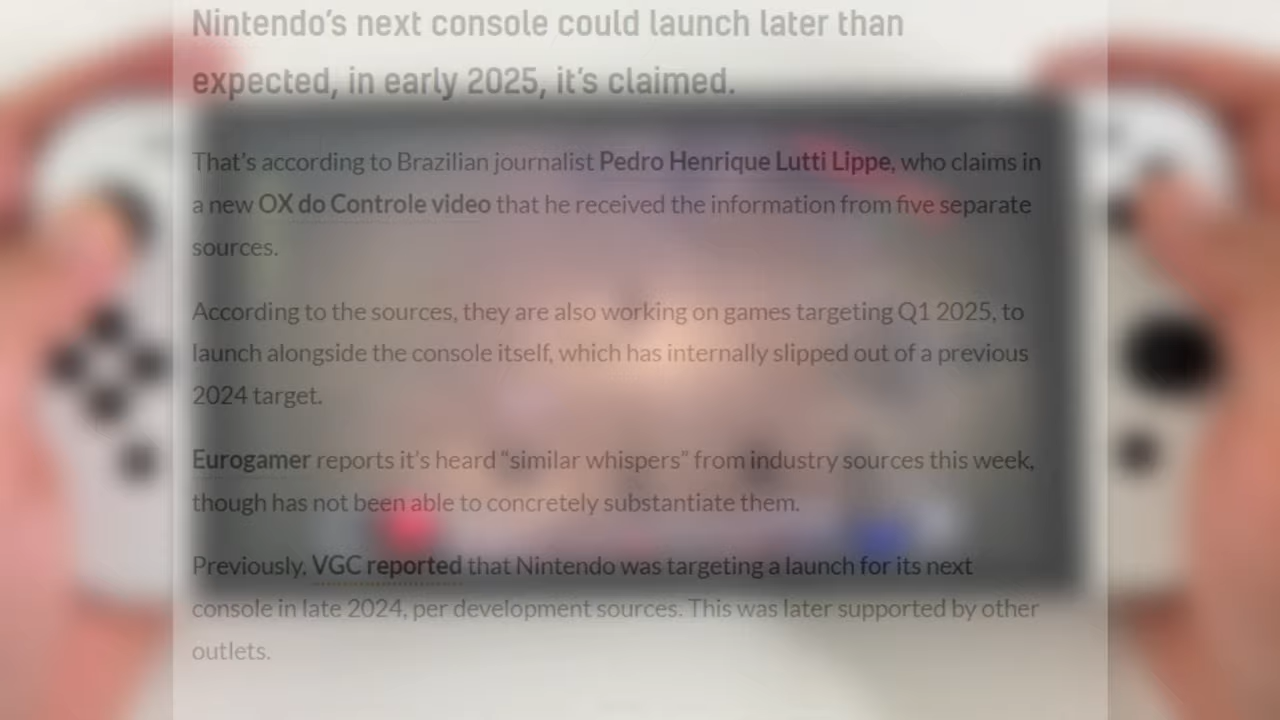 Nintendo’s next console could launch later than
expected, in early 2025, it’s claimed.
That’s according to Brazilian journalist Pedro Henrique Lutti Lippe, who claims in
a new OX do Controle video that he received the information from five separate
sources.
According to the sources, they are also working on games targeting Q1 2025, to
launch alongside the console itself, which has internally slipped out of a previous
2024 target.
Eurogamer reports it’s heard “similar whispers” from industry sources this week,
though has not been able to concretely substantiate them.
Previously, VGC reported that Nintendo was targeting a launch for its next
console in late 2024, per development sources. This was later supported by other
outlets.